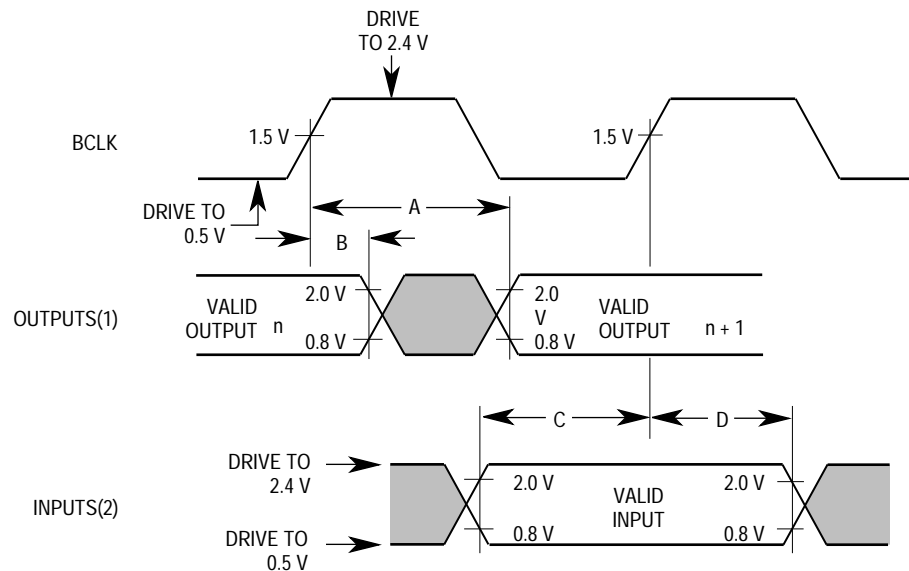 DRIVE
TO 2.4 V
BCLK
1.5 V
1.5 V
DRIVE TO
0.5 V
A
B
OUTPUTS(1)
VALID
OUTPUT n
2.0 V
0.8 V
2.0
V
0.8 V
VALID
OUTPUT n + 1
C
D
INPUTS(2)
DRIVE TO
2.4 V
DRIVE TO
0.5 V
2.0 V
0.8 V
VALID
INPUT
2.0 V
0.8 V